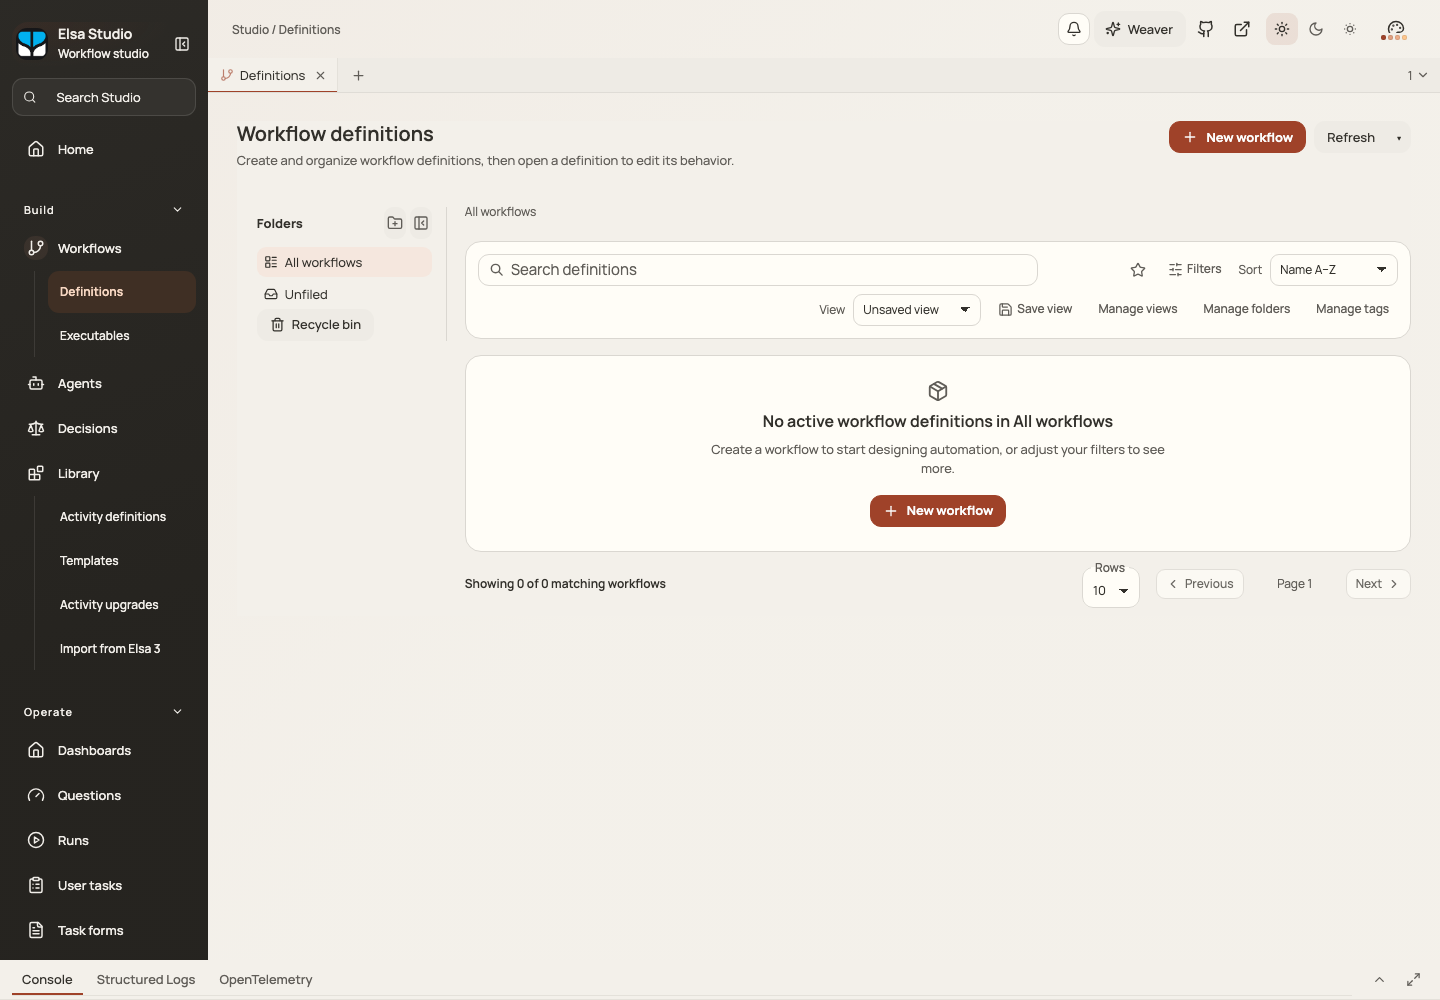 Elsa Studio
Workflow studio
Search Studio
Home
Build
Workflows
Definitions
Executables
Agents
Decisions
Library
Activity definitions
Templates
Activity upgrades
Import from Elsa 3
Operate
Dashboards
Questions
Runs
User tasks
Task forms
Studio / Definitions
Weaver
Definitions
1
Workflow definitions
Create and organize workflow definitions, then open a definition to edit its behavior.
New workflow
Refresh
Folders
All workflows
Unfiled
Recycle bin
All workflows
Search definitions
Filters
Sort
Name A–Z
View
Unsaved view
Save view
Manage views
Manage folders
Manage tags
No active workflow definitions in All workflows
Create a workflow to start designing automation, or adjust your filters to see
more.
New workflow
Showing 0 of 0 matching workflows
Rows
10
Previous
Page 1
Next
Console
Structured Logs
OpenTelemetry